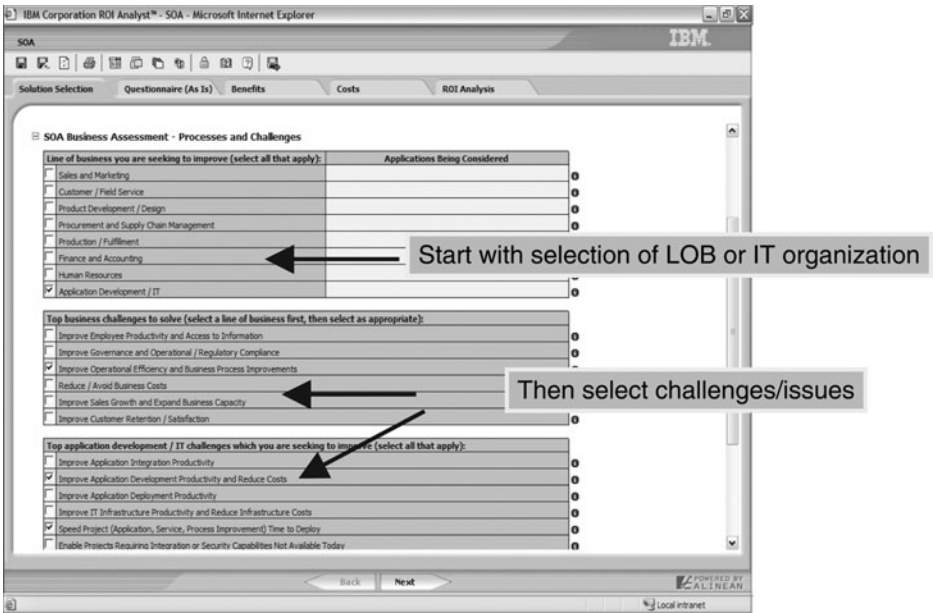 IBM Corporation ROI Analyst™ - SOA - Microsoft Internet Explorer
SOA
IBM.
Solution Selection Questionnaire (As Is) Benefits Costs ROI Analysis
SOA Business Assessment - Processes and Challenges
Line of business you are seeking to improve (select all that apply): Applications Being Considered
Sales and Marketing
Customer / Field Service
Product Development / Design
Procurement and Supply Chain Management
Production / Fulfillment
Start with selection of LOB or IT organization
Finance and Accounting
Human Resources
Application Development / IT
Top business challenges to solve (select a line of business first, then select as appropriate):
Improve Employee Productivity and Access to Information
Improve Governance and Operational / Regulatory Compliance
Improve Operational Efficiency and Business Process Improvements
Reduce / Avoid Business Costs
Then select challenges/issues
Improve Sales Growth and Expand Business Capacity
Improve Customer Retention / Satisfaction
Top application development / IT challenges which you are seeking to improve (select all that apply):
Improve Application Integration Productivity
Improve Application Development Productivity and Reduce Costs
Improve Application Deployment Productivity
Improve IT Infrastructure Productivity and Reduce Infrastructure Costs
Speed Project (Application, Service, Process Improvement) Time to Deploy
Enable Projects Requiring Integration or Security Capabilities Not Available Today
Back Next
POWERED BY
ALINEAN
Local intranet